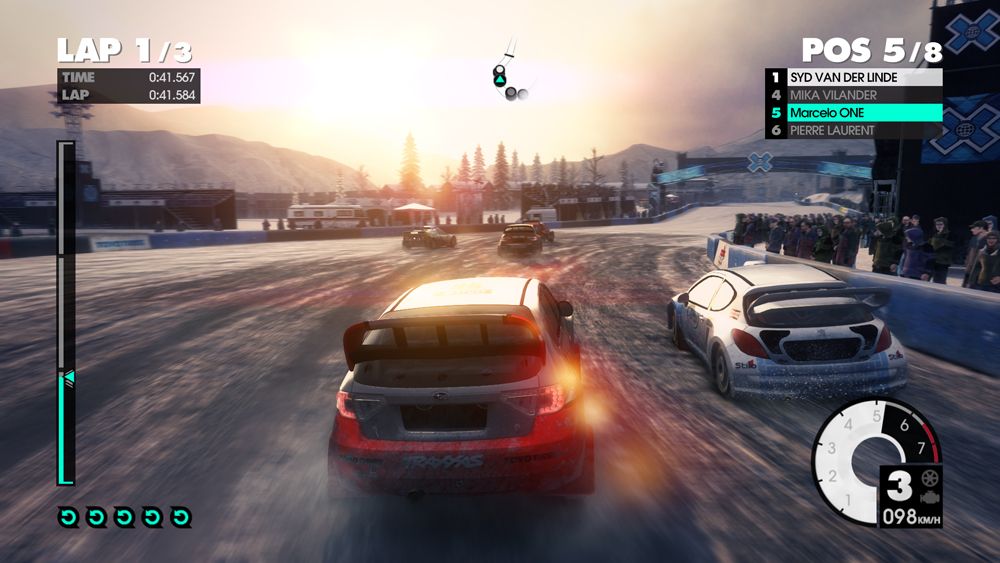 LAP 1/3
TIME 0:41.567
LAP 0:41.584
POS 5/8
1 SYD VAN DER LINDE
4 MIKA VILANDER
5 Marcelo ONE
6 PIERRE LAURENT
TRAXXAS
Stilo
1
2
3
4
5
6
7
3
098KM/H